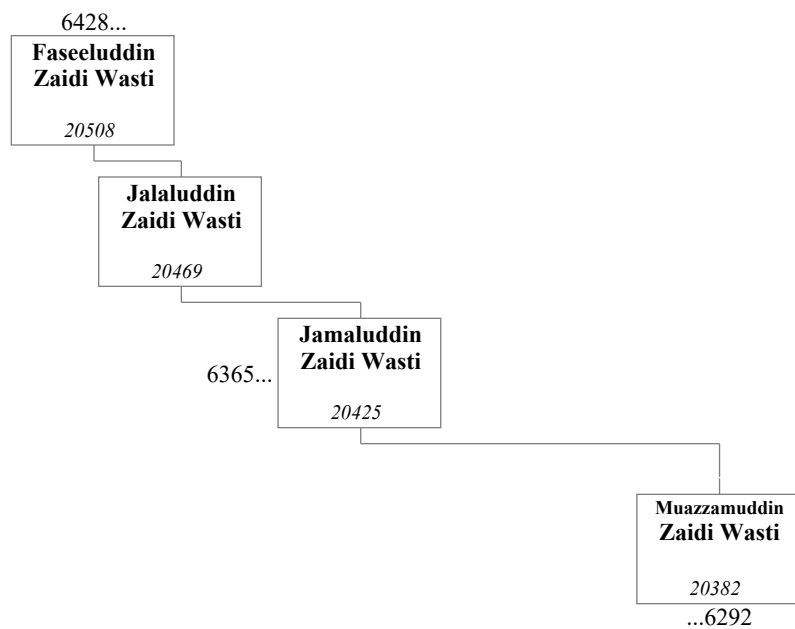 6428...
Faseeluddin
Zaidi Wasti
20508
Jalaluddin
Zaidi Wasti
20469
Jamaluddin
Zaidi Wasti
6365...
20425
Muazzamuddin
Zaidi Wasti
20382
...6292